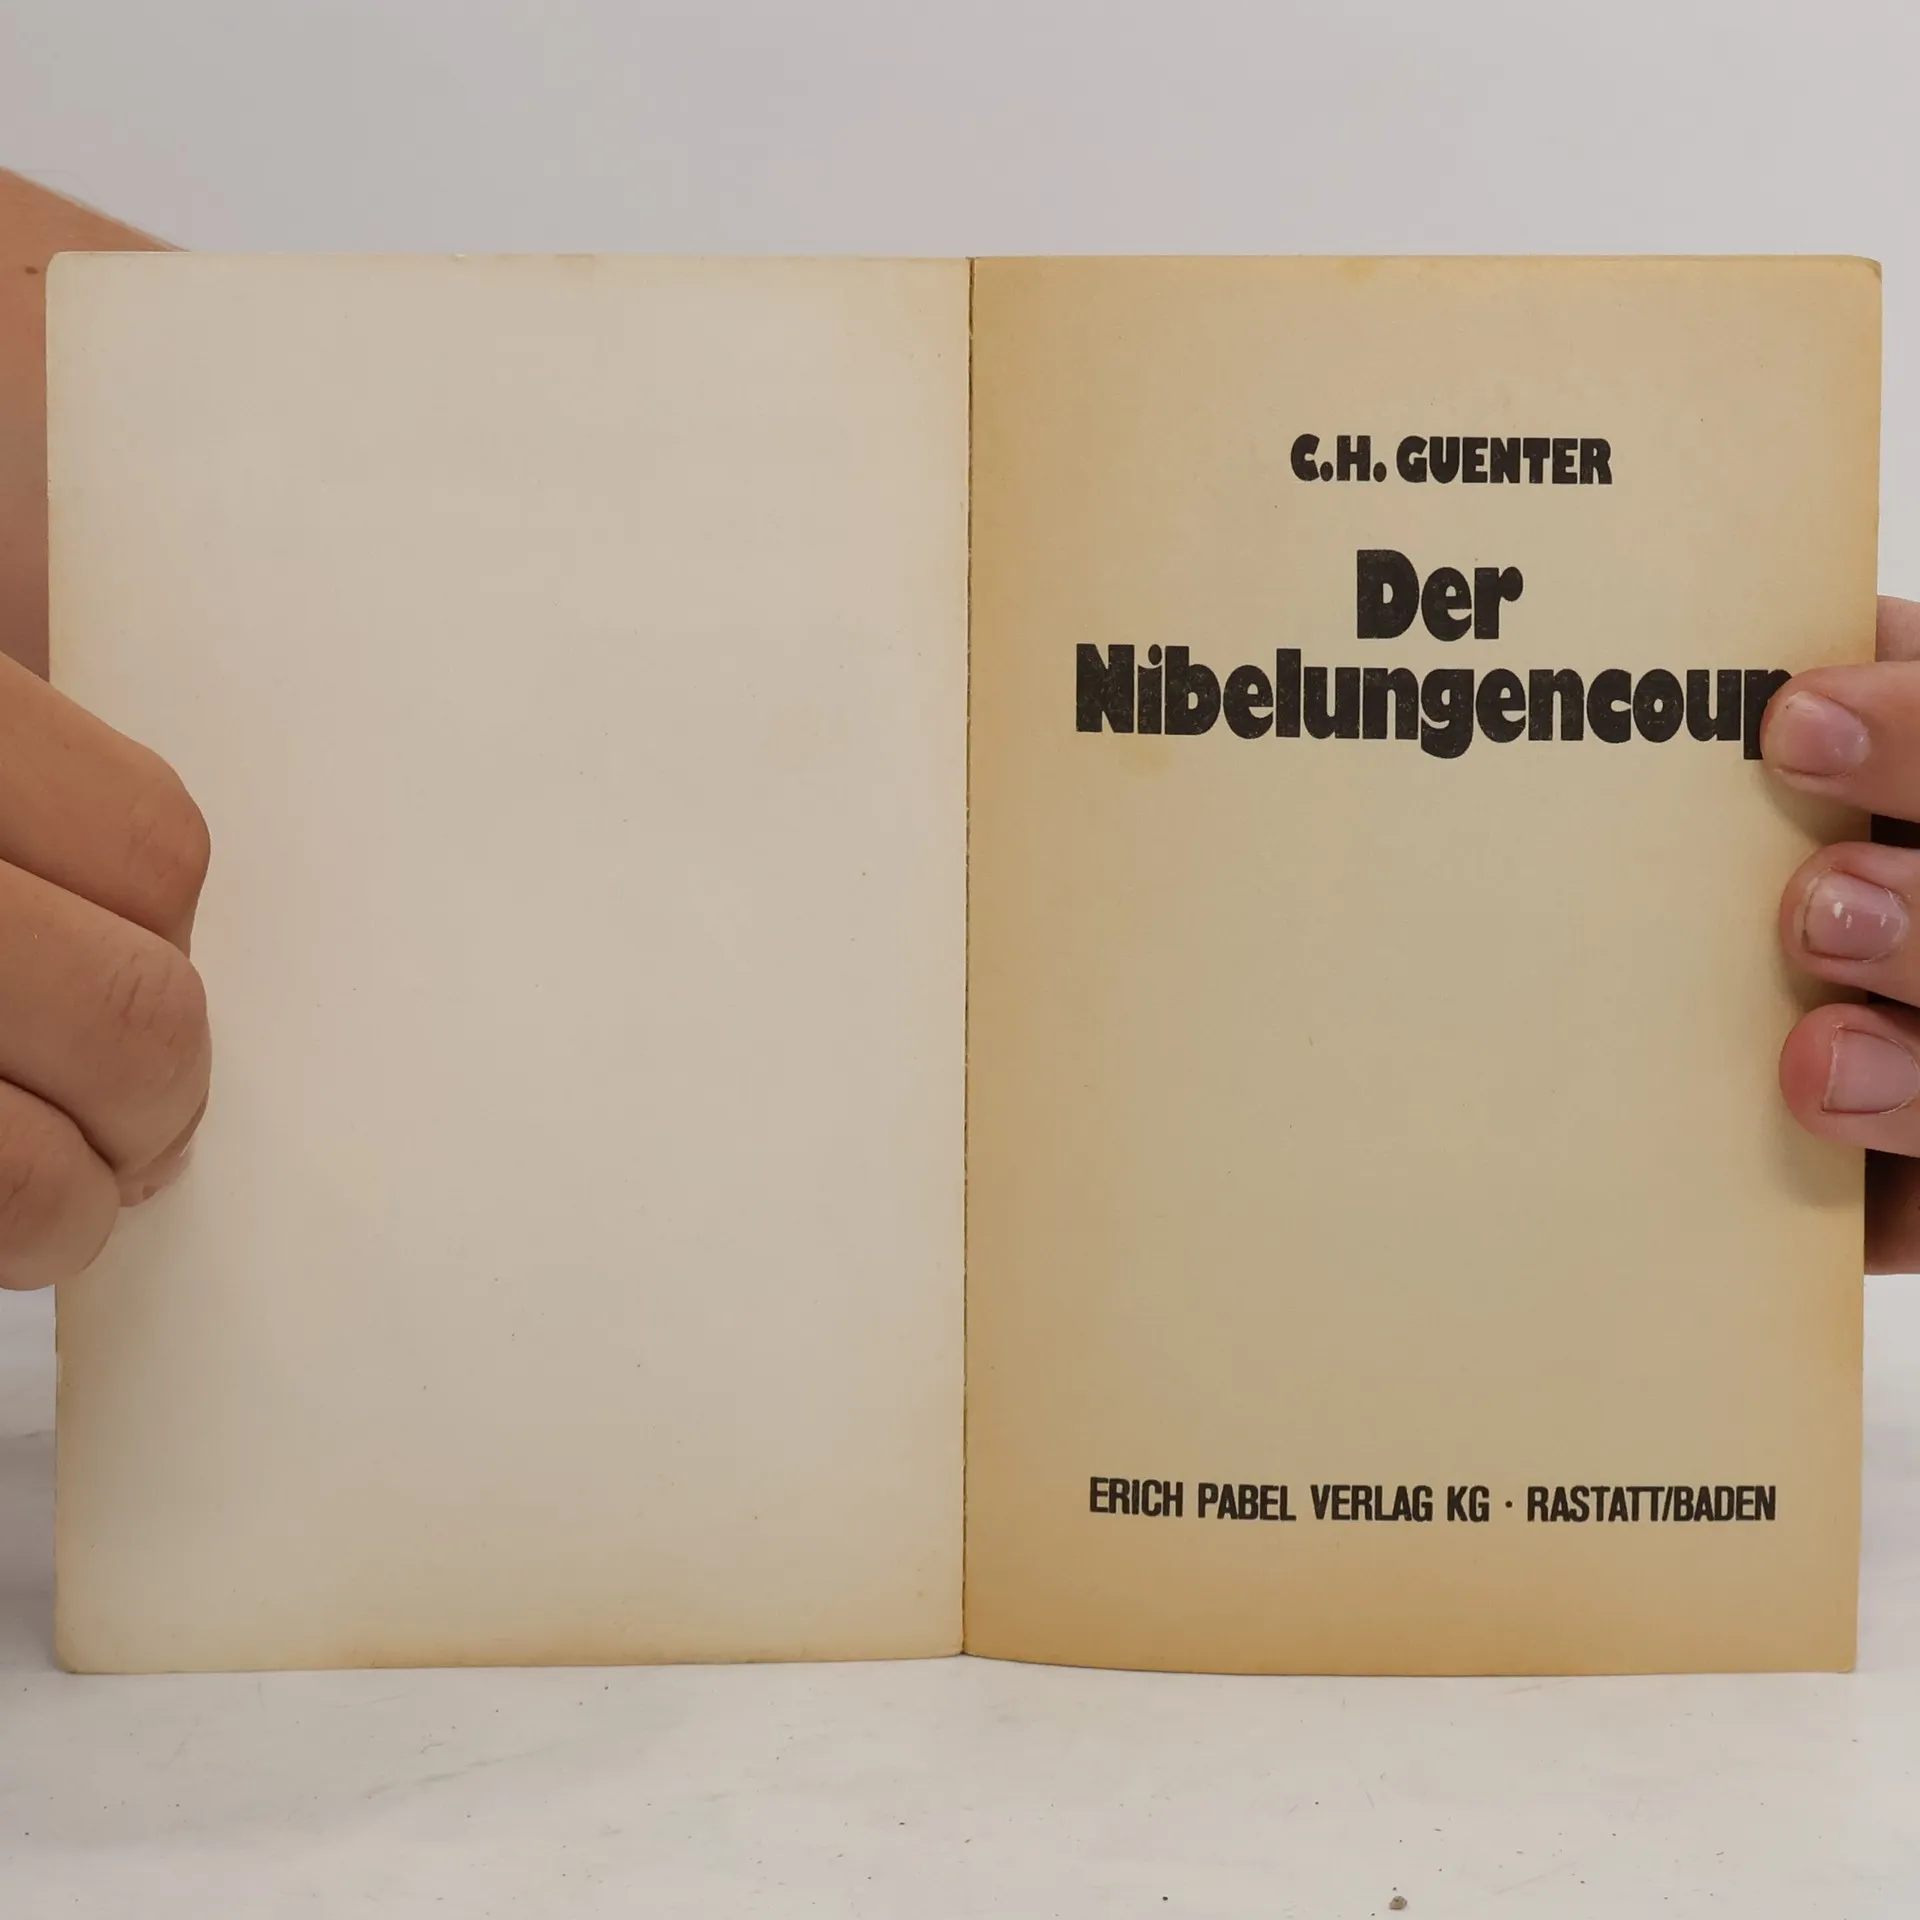 C.H. GUENTER
Der
Nibelungencoup
ERICH PABEL VERLAG KG · RASTATT/BADEN